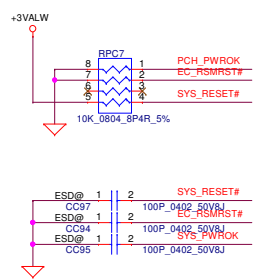 +3VALW
RPC7
8 1 PCH_PWROK
7 2 EC_RSMRST#
6 3
5 4 SYS_RESET#
10K_0804_8P4R_5%
ESD@ 1 2 SYS_RESET#
CC97 100P_0402_50V8J
ESD@ 1 2 EC_RSMRST#
CC94 100P_0402_50V8J
ESD@ 1 2 SYS_PWROK
CC95 100P_0402_50V8J